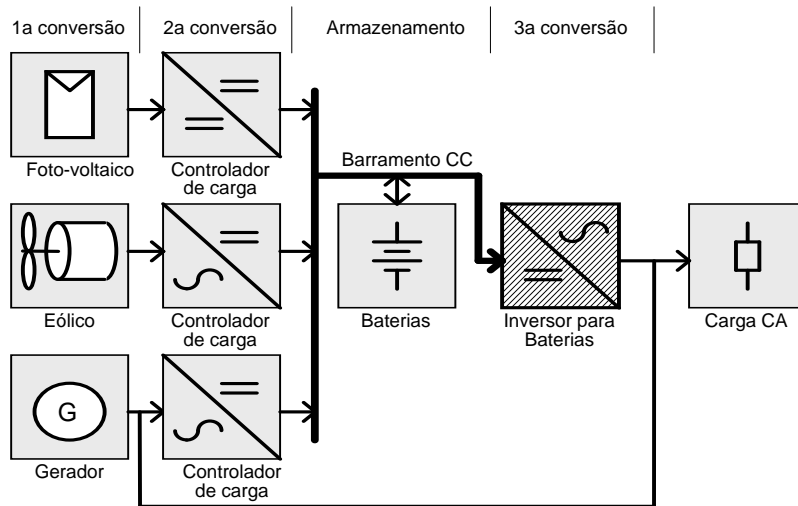 1a conversão
2a conversão
Armazenamento
3a conversão
Foto-voltaico
Controlador
de carga
Barramento CC
Eólico
Controlador
de carga
Baterias
Inversor para
Baterias
Carga CA
G
Gerador
Controlador
de carga